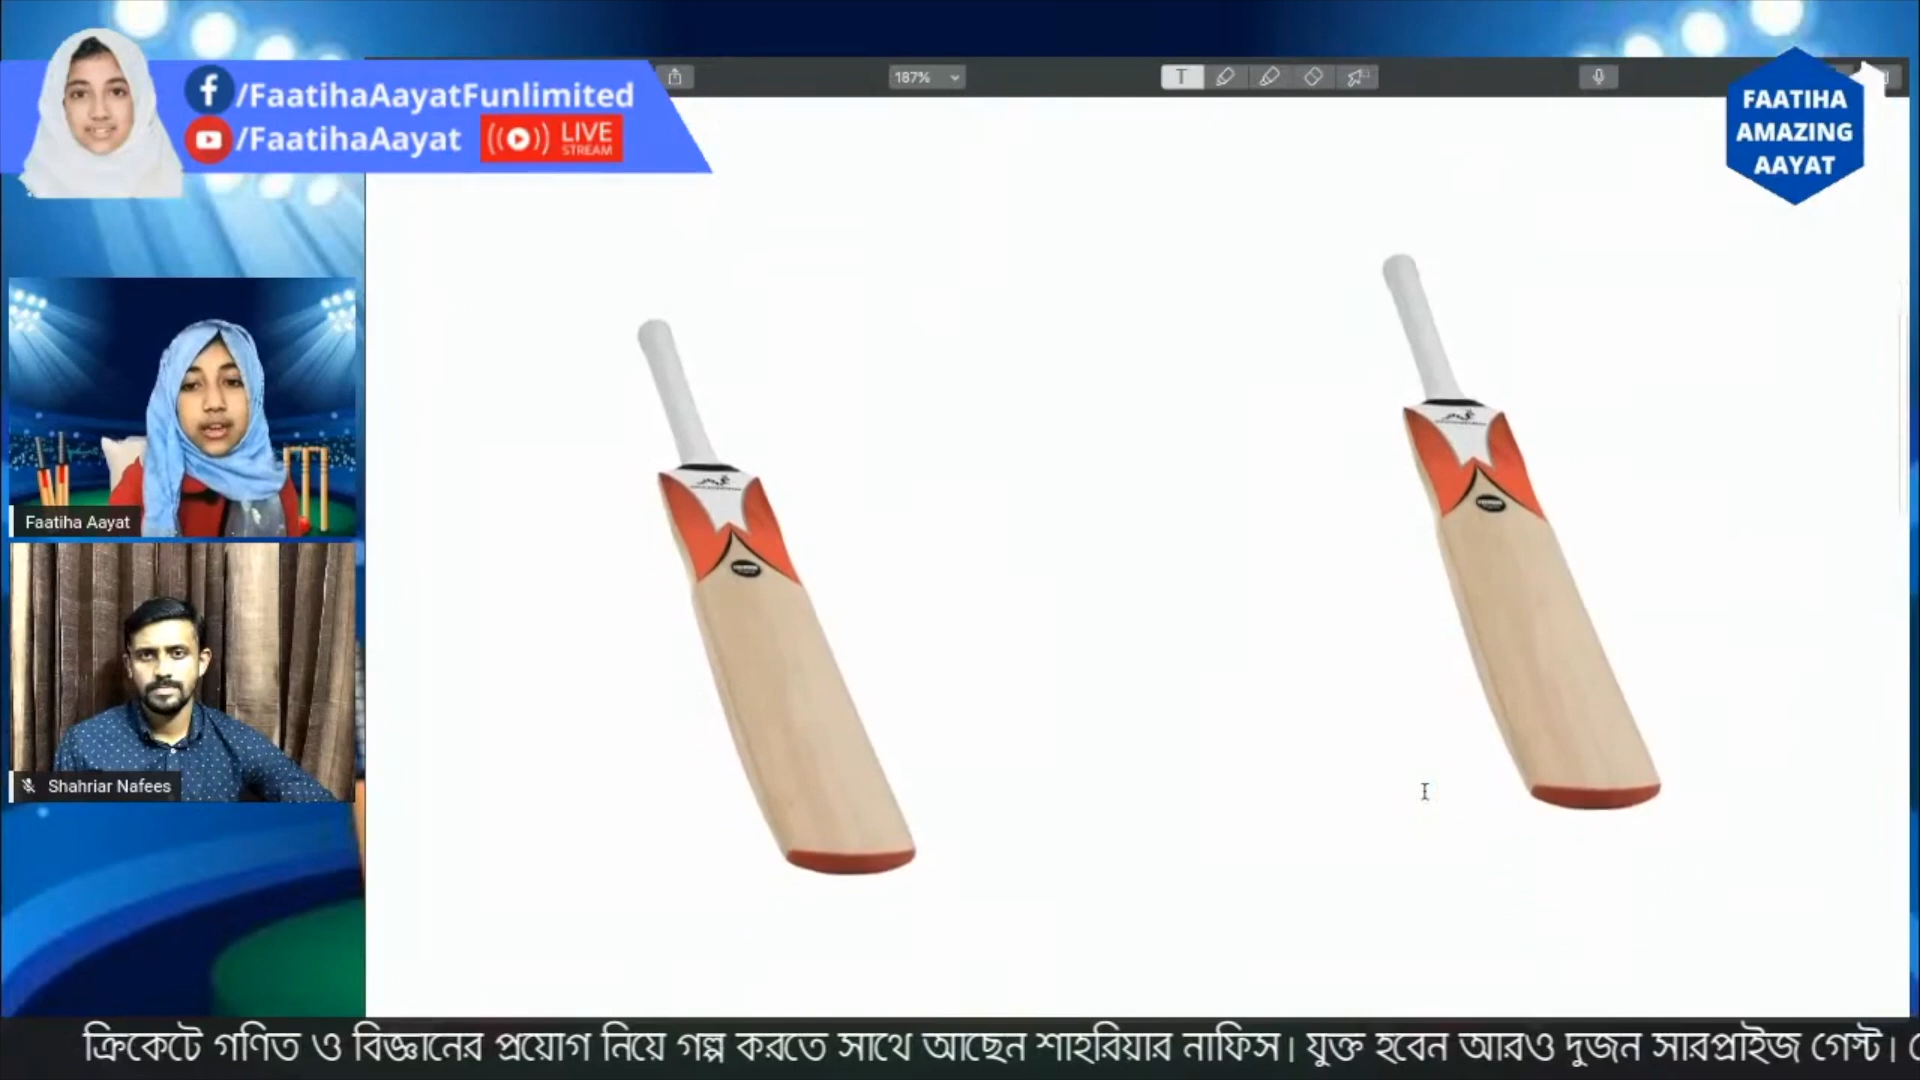 /FaatihaAayatFunlimited
/FaatihaAayat
LIVE
STREAM
187%
T
FAATIHA
AMAZING
AAYAT
Faatiha Aayat
Shahriar Nafees
ক্রিকেটে গণিত ও বিজ্ঞানের প্রয়োগ নিয়ে গল্প করতে সাথে আছেন শাহরিয়ার নাফিস। যুক্ত হবেন আরও দুজন সারপ্রাইজ গেস্ট।